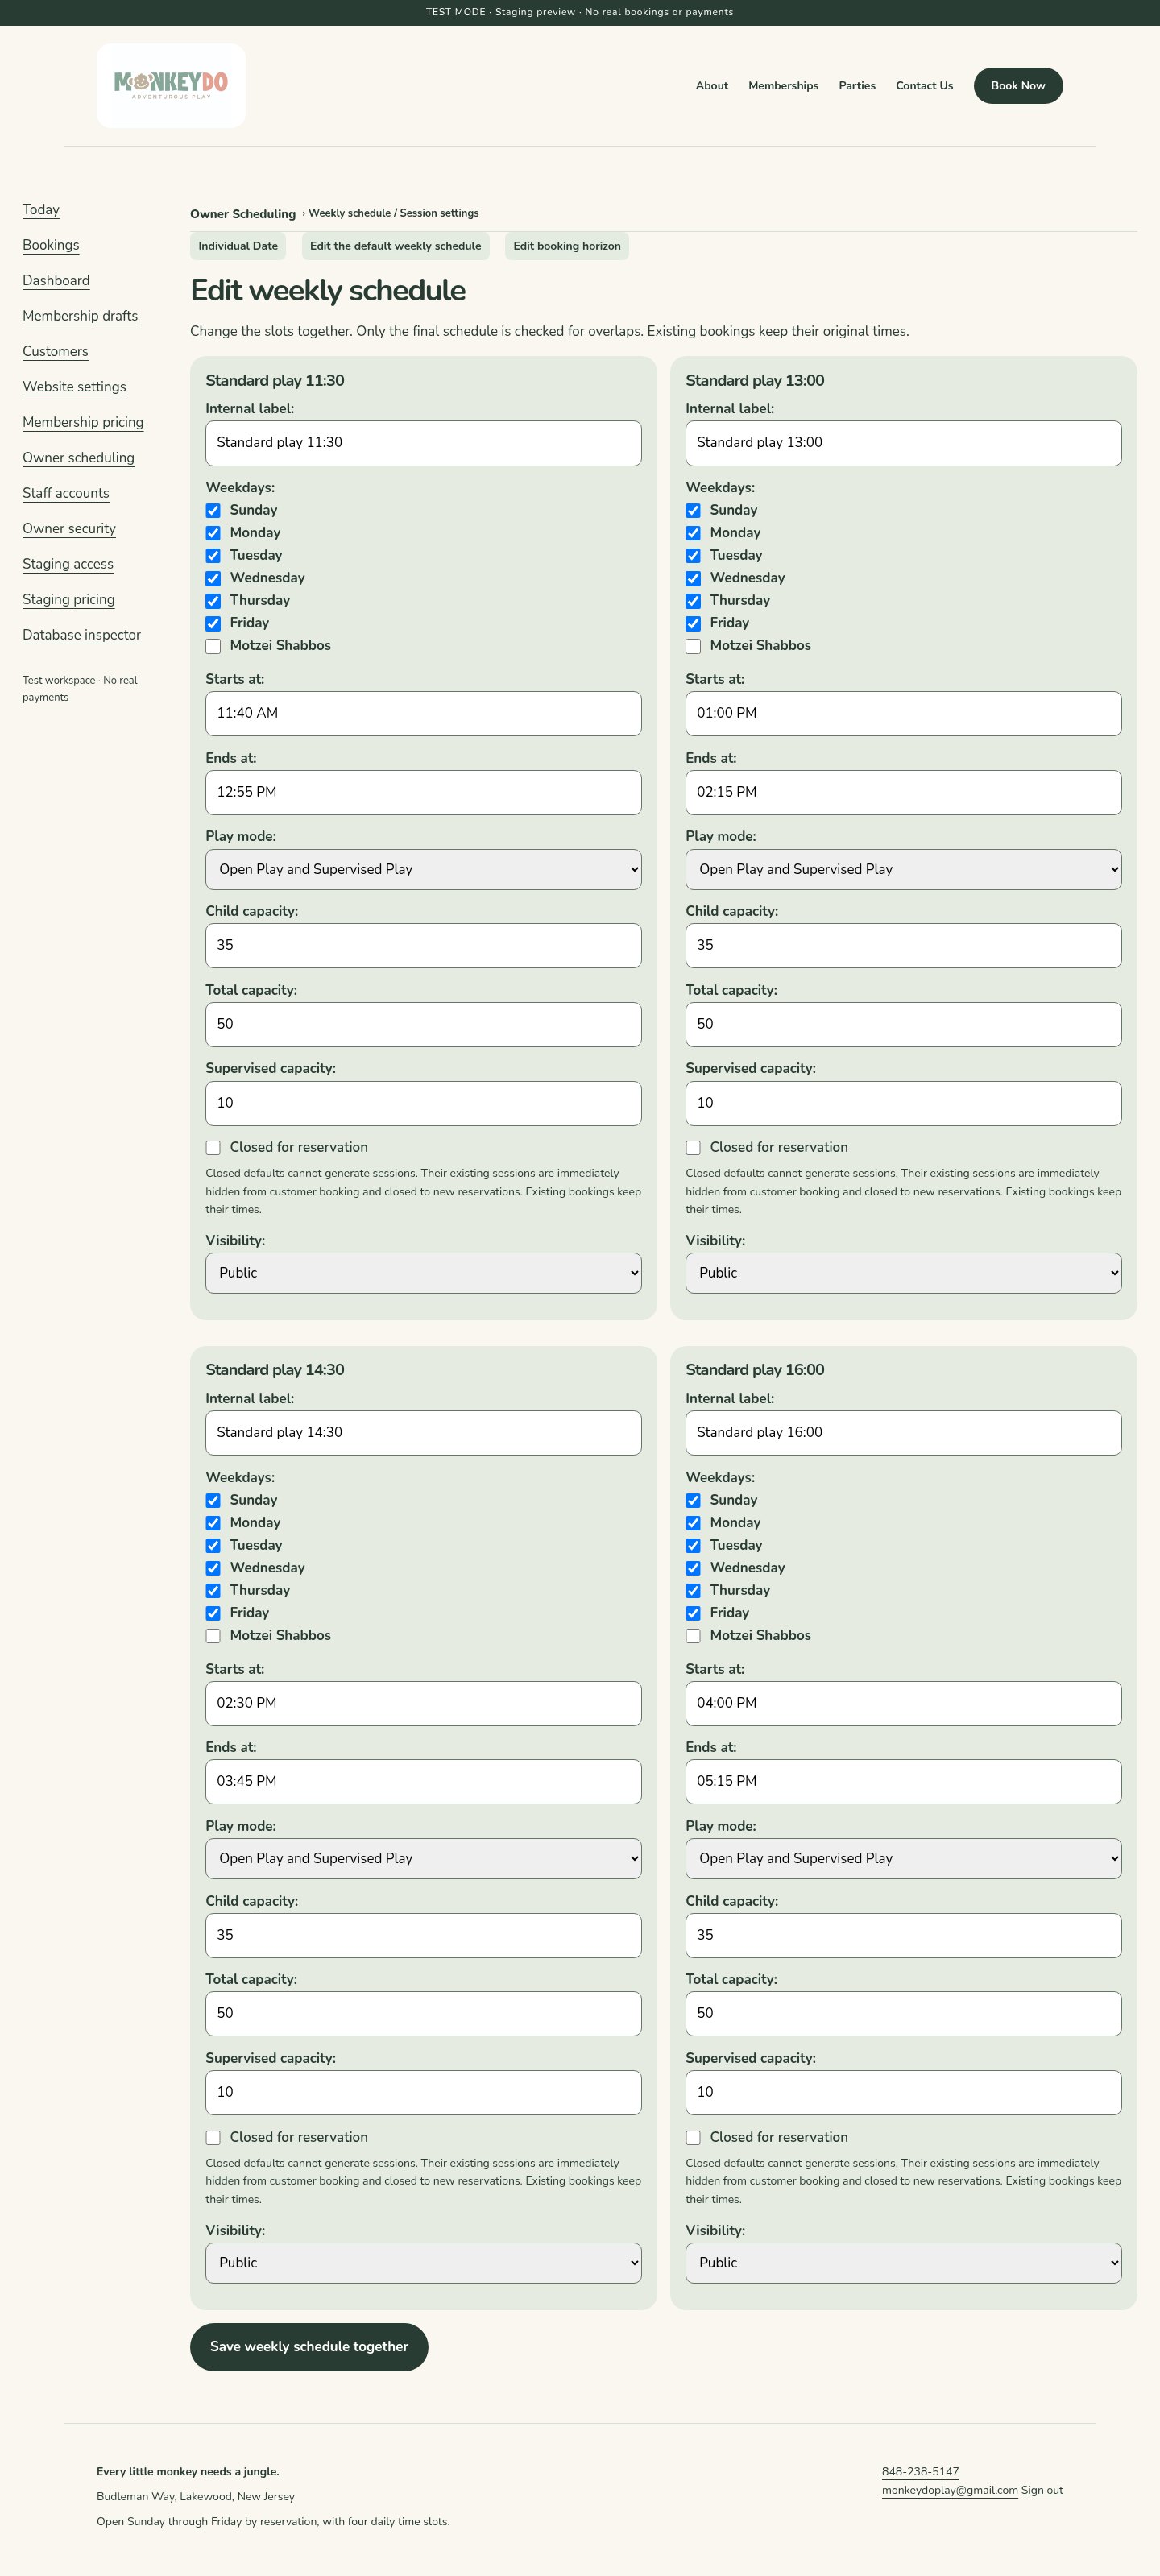 TEST MODE · Staging preview · No real bookings or payments
MONKEYDO
ADVENTUROUS PLAY
About
Memberships
Parties
Contact Us
Book Now
Today
Bookings
Dashboard
Membership drafts
Customers
Website settings
Membership pricing
Owner scheduling
Staff accounts
Owner security
Staging access
Staging pricing
Database inspector
Test workspace · No real
payments
Owner Scheduling › Weekly schedule / Session settings
Individual Date
Edit the default weekly schedule
Edit booking horizon
Edit weekly schedule
Change the slots together. Only the final schedule is checked for overlaps. Existing bookings keep their original times.
Standard play 11:30
Internal label:
Standard play 11:30
Weekdays:
Sunday
Monday
Tuesday
Wednesday
Thursday
Friday
Motzei Shabbos
Starts at:
11:40 AM
Ends at:
12:55 PM
Play mode:
Open Play and Supervised Play
Child capacity:
35
Total capacity:
50
Supervised capacity:
10
Closed for reservation
Closed defaults cannot generate sessions. Their existing sessions are immediately
hidden from customer booking and closed to new reservations. Existing bookings keep
their times.
Visibility:
Public
Standard play 13:00
Internal label:
Standard play 13:00
Weekdays:
Sunday
Monday
Tuesday
Wednesday
Thursday
Friday
Motzei Shabbos
Starts at:
01:00 PM
Ends at:
02:15 PM
Play mode:
Open Play and Supervised Play
Child capacity:
35
Total capacity:
50
Supervised capacity:
10
Closed for reservation
Closed defaults cannot generate sessions. Their existing sessions are immediately
hidden from customer booking and closed to new reservations. Existing bookings keep
their times.
Visibility:
Public
Standard play 14:30
Internal label:
Standard play 14:30
Weekdays:
Sunday
Monday
Tuesday
Wednesday
Thursday
Friday
Motzei Shabbos
Starts at:
02:30 PM
Ends at:
03:45 PM
Play mode:
Open Play and Supervised Play
Child capacity:
35
Total capacity:
50
Supervised capacity:
10
Closed for reservation
Closed defaults cannot generate sessions. Their existing sessions are immediately
hidden from customer booking and closed to new reservations. Existing bookings keep
their times.
Visibility:
Public
Standard play 16:00
Internal label:
Standard play 16:00
Weekdays:
Sunday
Monday
Tuesday
Wednesday
Thursday
Friday
Motzei Shabbos
Starts at:
04:00 PM
Ends at:
05:15 PM
Play mode:
Open Play and Supervised Play
Child capacity:
35
Total capacity:
50
Supervised capacity:
10
Closed for reservation
Closed defaults cannot generate sessions. Their existing sessions are immediately
hidden from customer booking and closed to new reservations. Existing bookings keep
their times.
Visibility:
Public
Save weekly schedule together
Every little monkey needs a jungle.
Budleman Way, Lakewood, New Jersey
Open Sunday through Friday by reservation, with four daily time slots.
848-238-5147
monkeydoplay@gmail.com Sign out